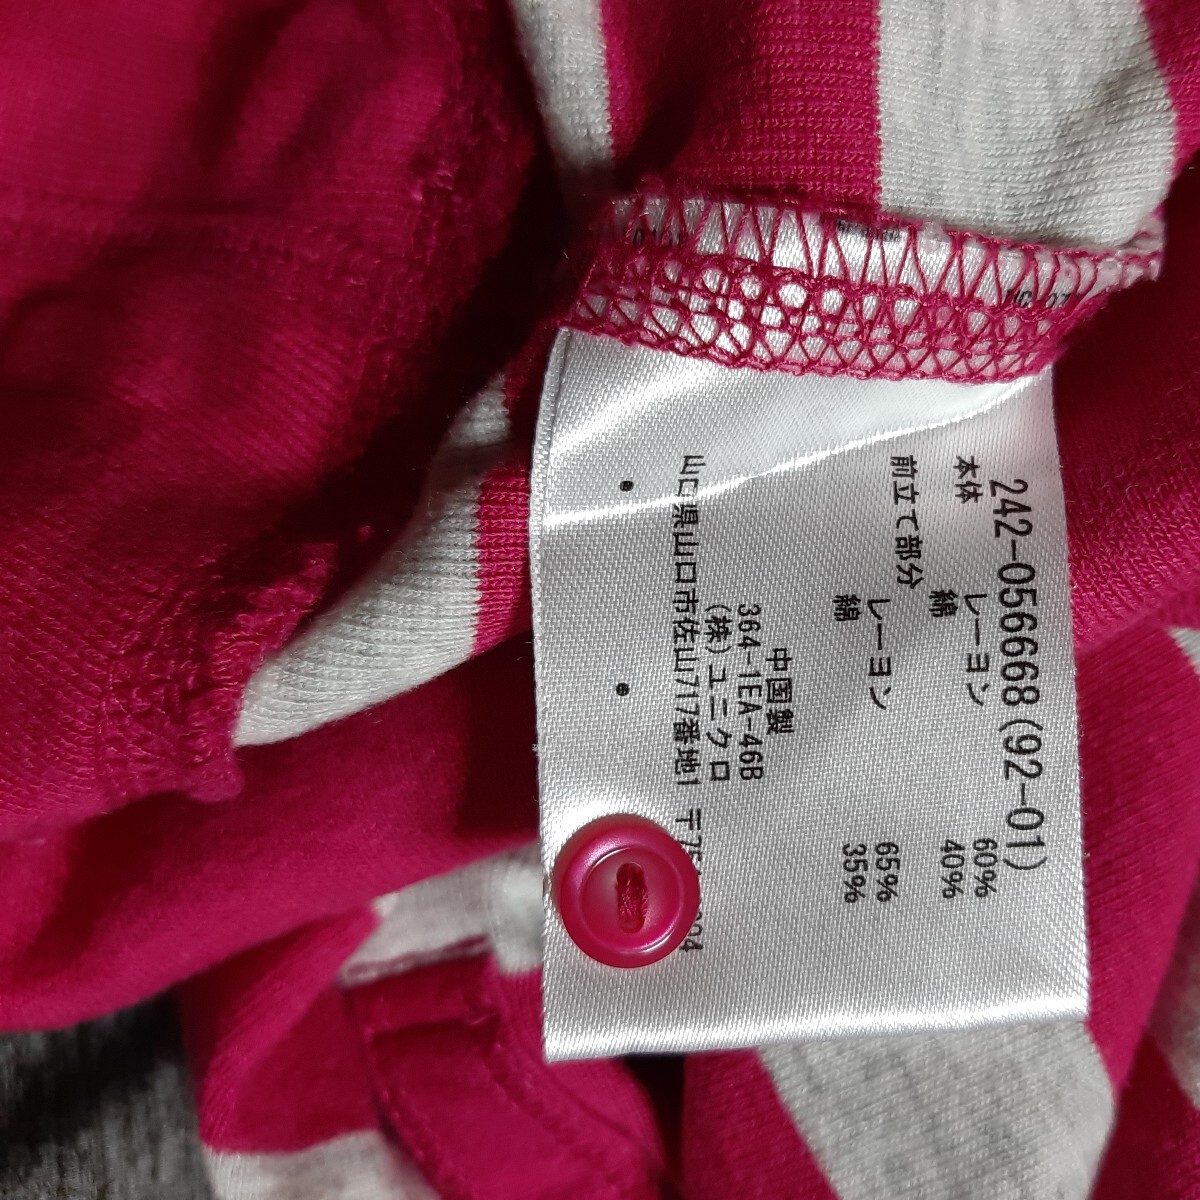 242-056668(92-01)
本体 レーヨン 60%
綿 40%
前立て部分
レーヨン 65%
綿 35%
中国製
364-1EA-46B
(株)ユニクロ
山口県山口市佐山717番地1